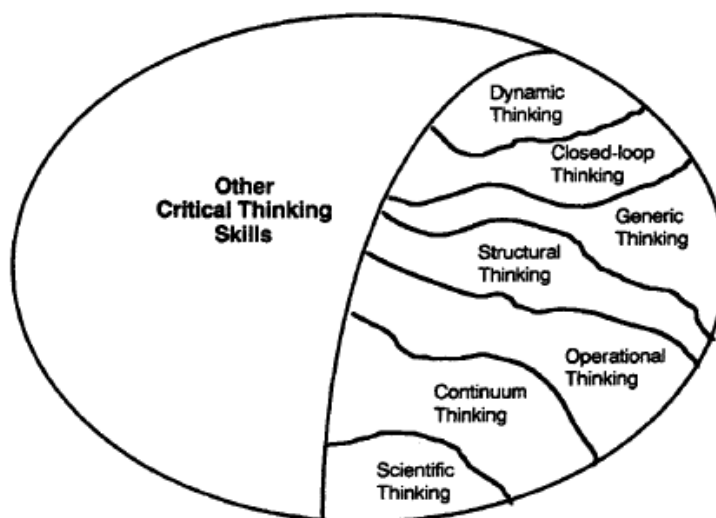 Dynamic
Thinking
Closed-loop
Thinking
Other
Critical Thinking
Skills
Generic
Thinking
Structural
Thinking
Operational
Thinking
Continuum
Thinking
Scientific
Thinking